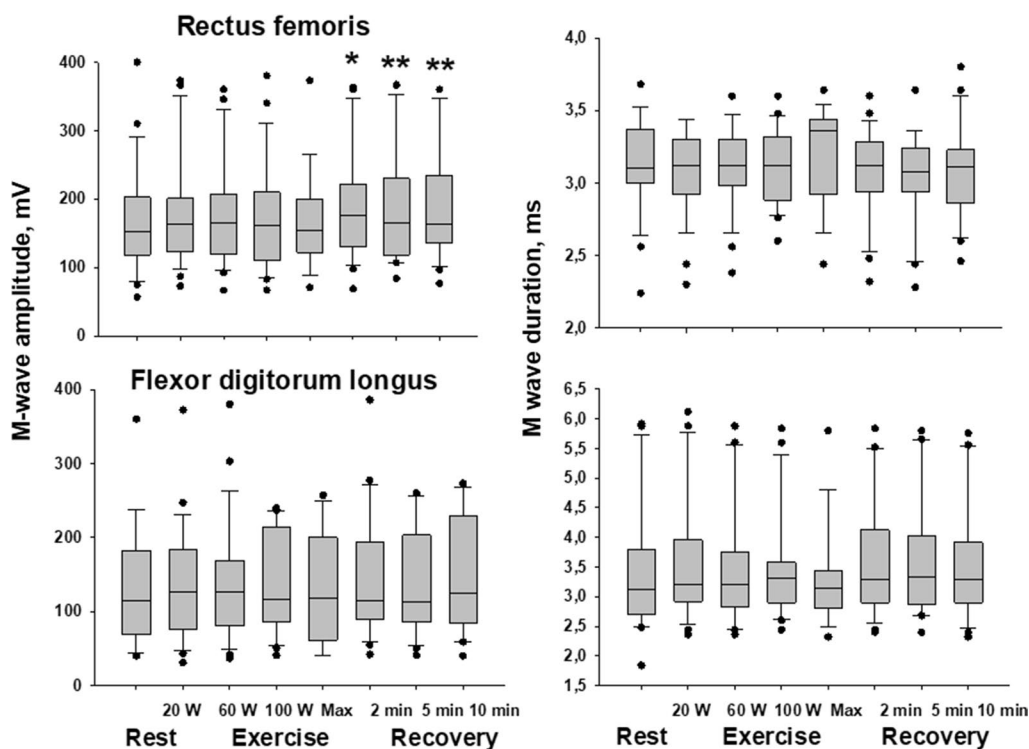 Rectus femoris
* ** **
M-wave amplitude, mV
400
300
200
100
0
M wave duration, ms
4,0
3,5
3,0
2,5
2,0
Flexor digitorum longus
400
300
200
100
0
20 W 60 W 100 W Max 2 min 5 min 10 min
Rest Exercise Recovery
6,5
6,0
5,5
5,0
4,5
4,0
3,5
3,0
2,5
2,0
1,5
20 W 60 W 100 W Max 2 min 5 min 10 min
Rest Exercise Recovery